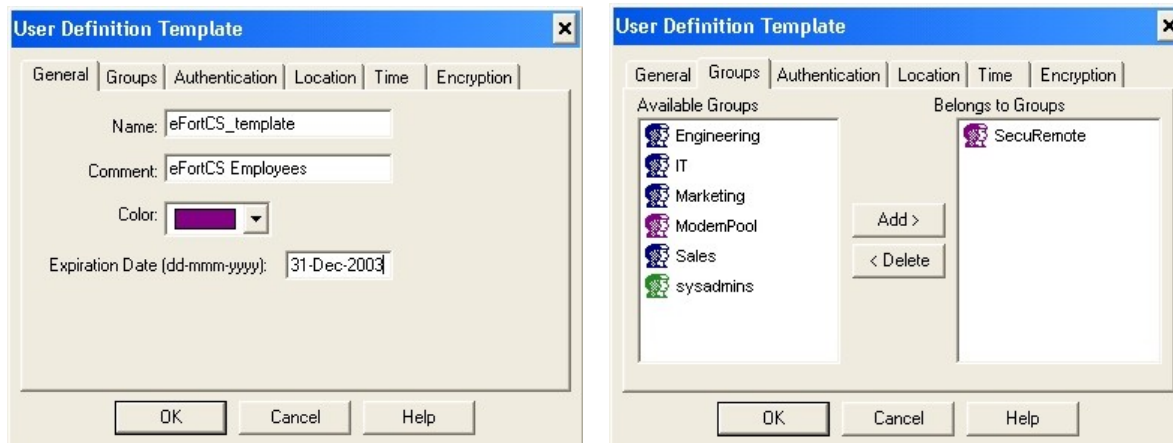 User Definition Template
General Groups Authentication Location Time Encryption
Name: eFortCS_template
Comment: eFortCS Employees
Color:
Expiration Date (dd-mmm-yyyy): 31-Dec-2003
OK Cancel Help
User Definition Template
General Groups Authentication Location Time Encryption
Available Groups Belongs to Groups
Engineering
IT
Marketing
ModemPool
Sales
sysadmins
Add >
< Delete
SecuRemote
OK Cancel Help